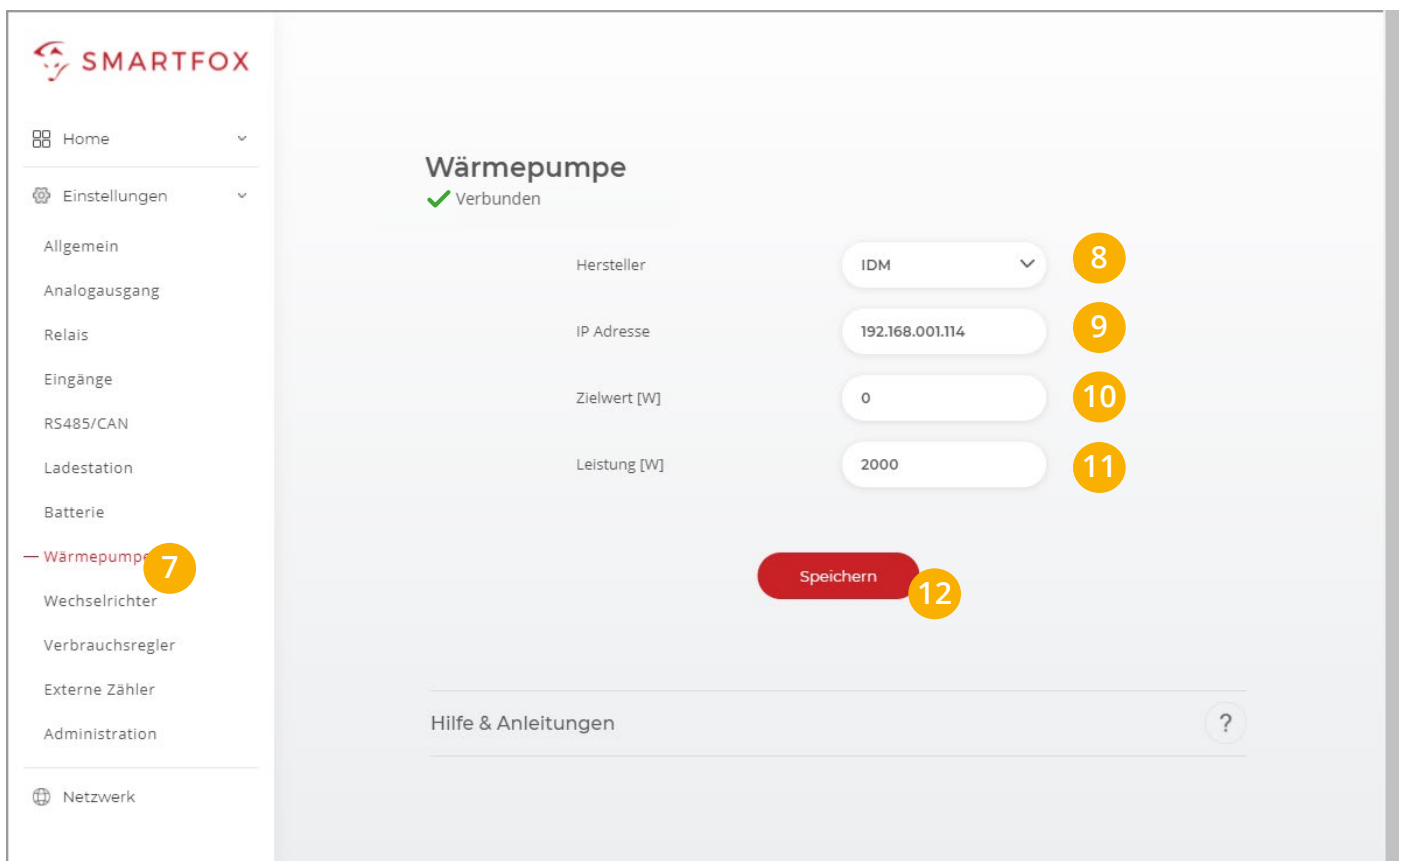 SMARTFOX
Home
Einstellungen
Allgemein
Analogausgang
Relais
Eingänge
RS485/CAN
Ladestation
Batterie
Wärmepumpe 7
Wechselrichter
Verbrauchsregler
Externe Zähler
Administration
Netzwerk
Wärmepumpe
Verbunden
Hersteller IDM 8
IP Adresse 192.168.001.114 9
Zielwert [W] 0 10
Leistung [W] 2000 11
Speichern 12
Hilfe & Anleitungen ?